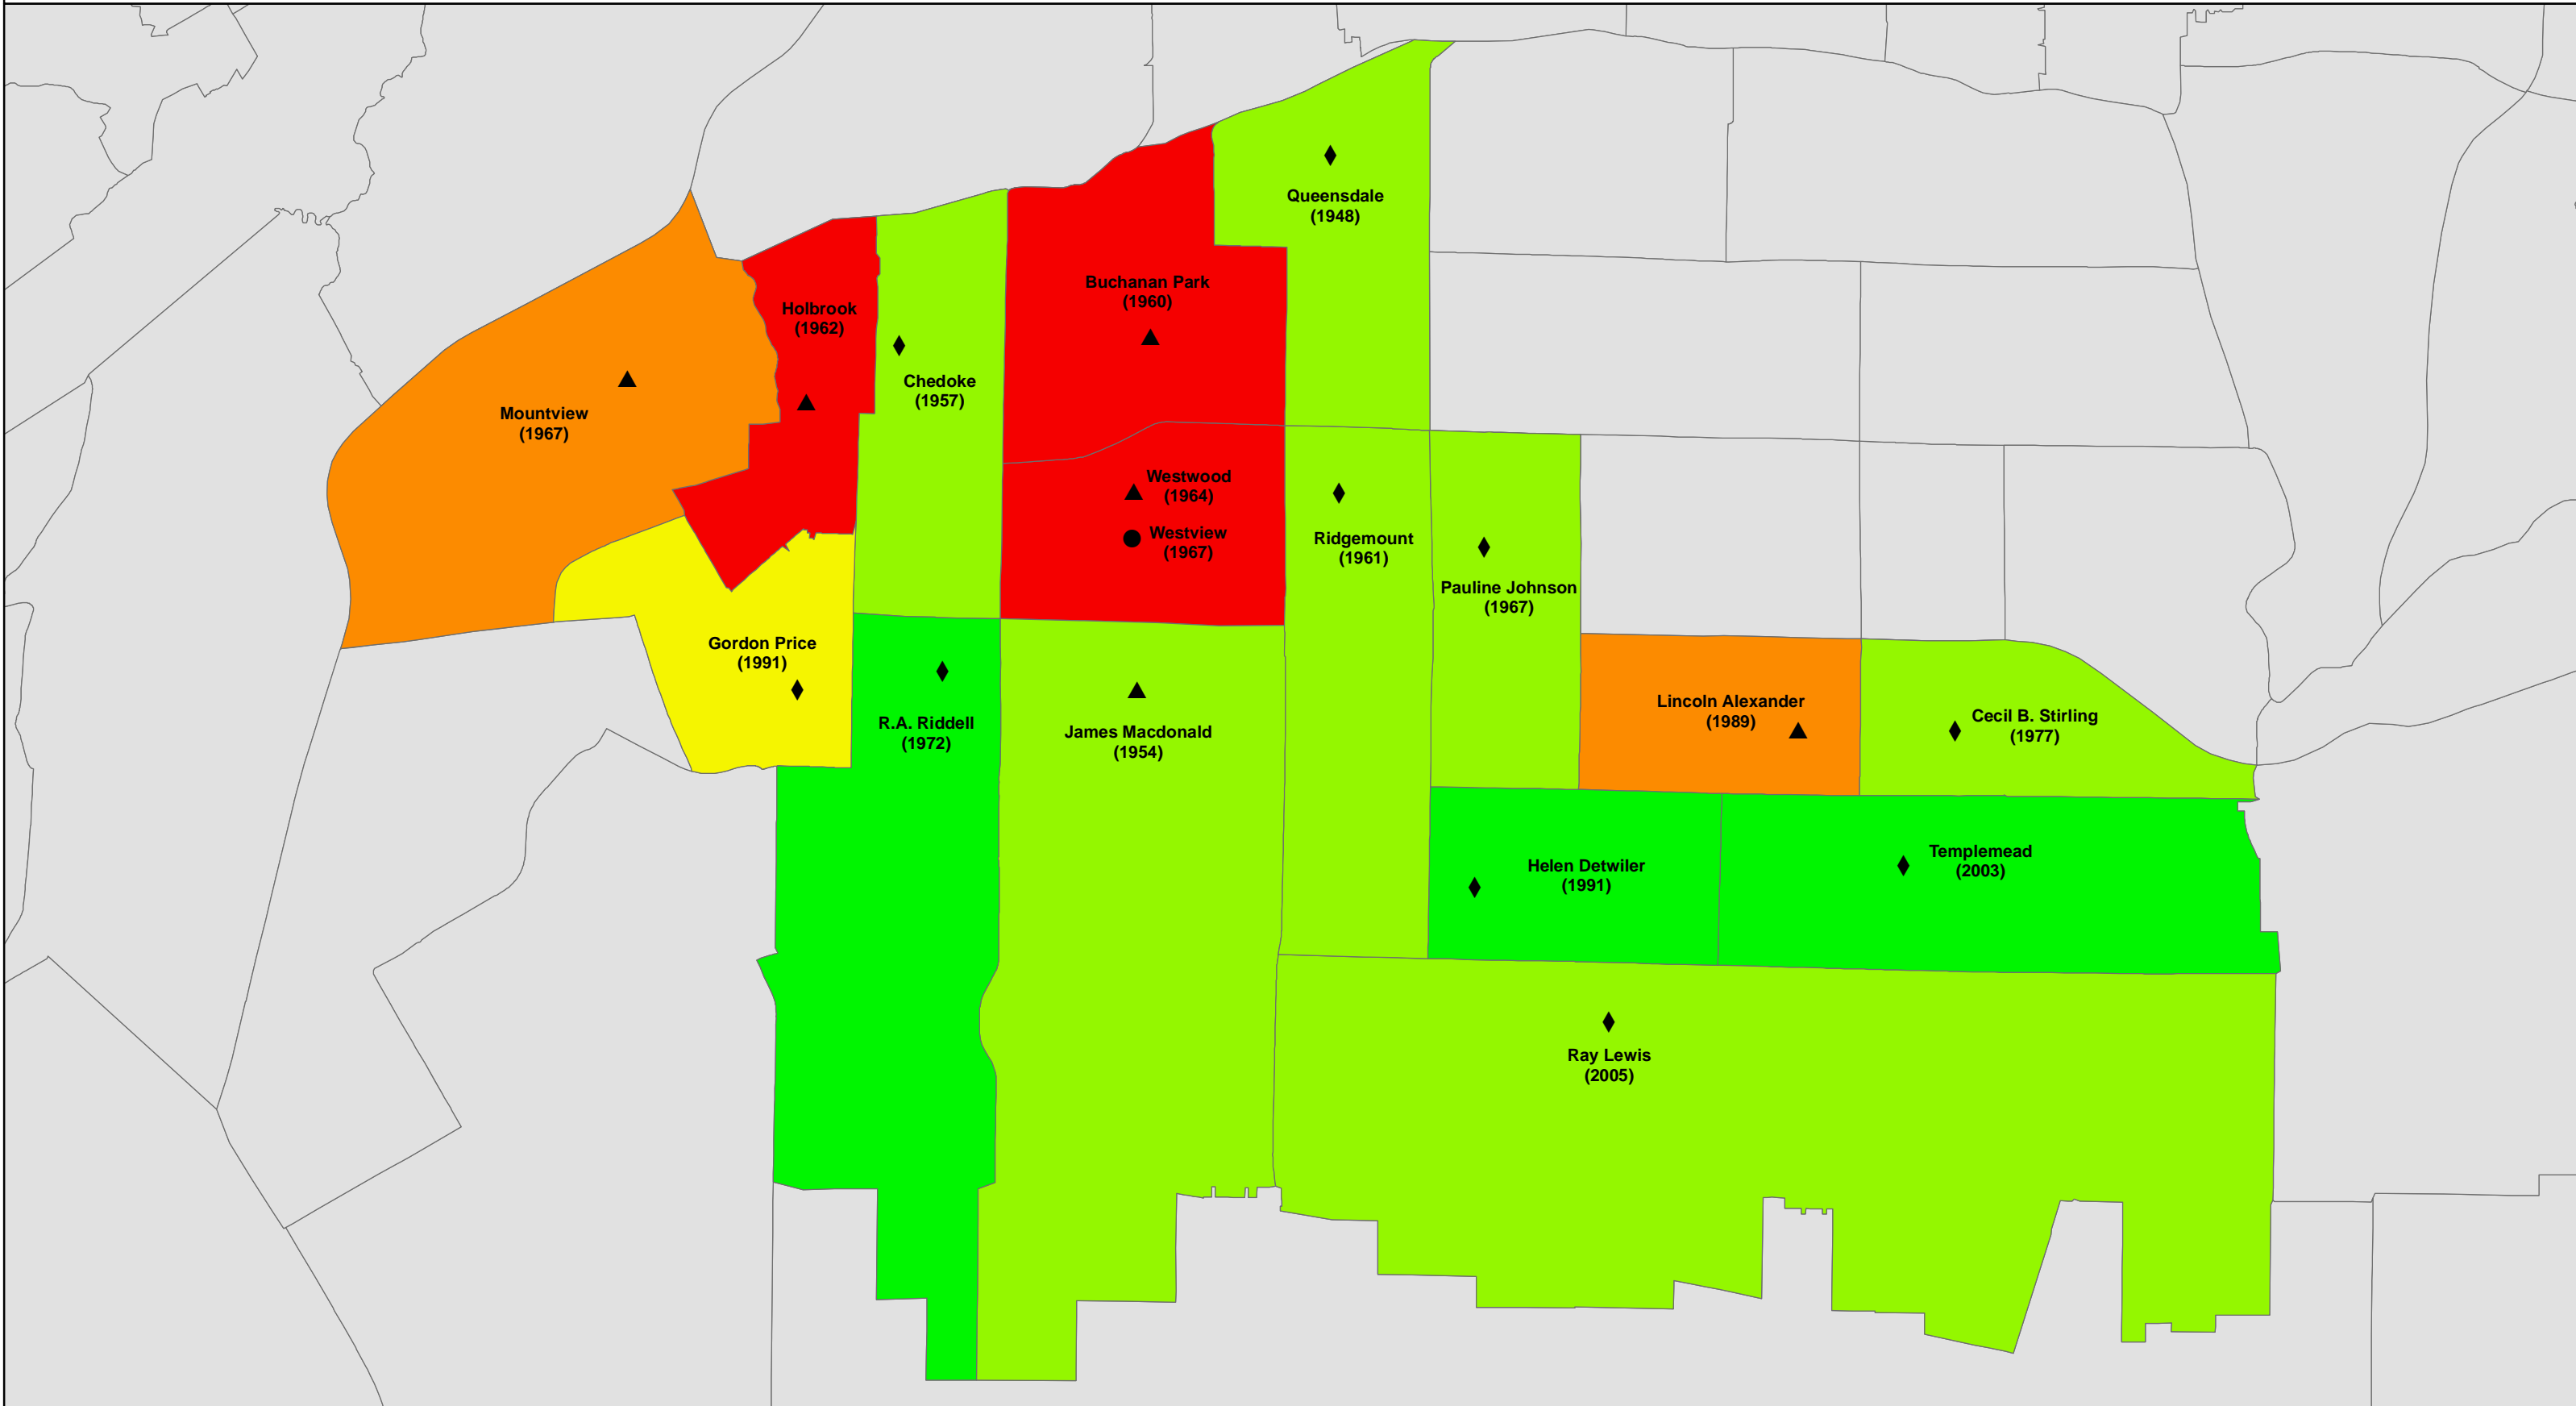 Queensdale
(1948)
Buchanan Park
(1960)
Holbrook
(1962)
Chedoke
(1957)
Mountview
(1967)
Westwood
(1964)
Westview
(1967)
Ridgemount
(1961)
Pauline Johnson
(1967)
Gordon Price
(1991)
R.A. Riddell
(1972)
James Macdonald
(1954)
Lincoln Alexander
(1989)
Cecil B. Stirling
(1977)
Helen Detwiler
(1991)
Templemead
(2003)
Ray Lewis
(2005)